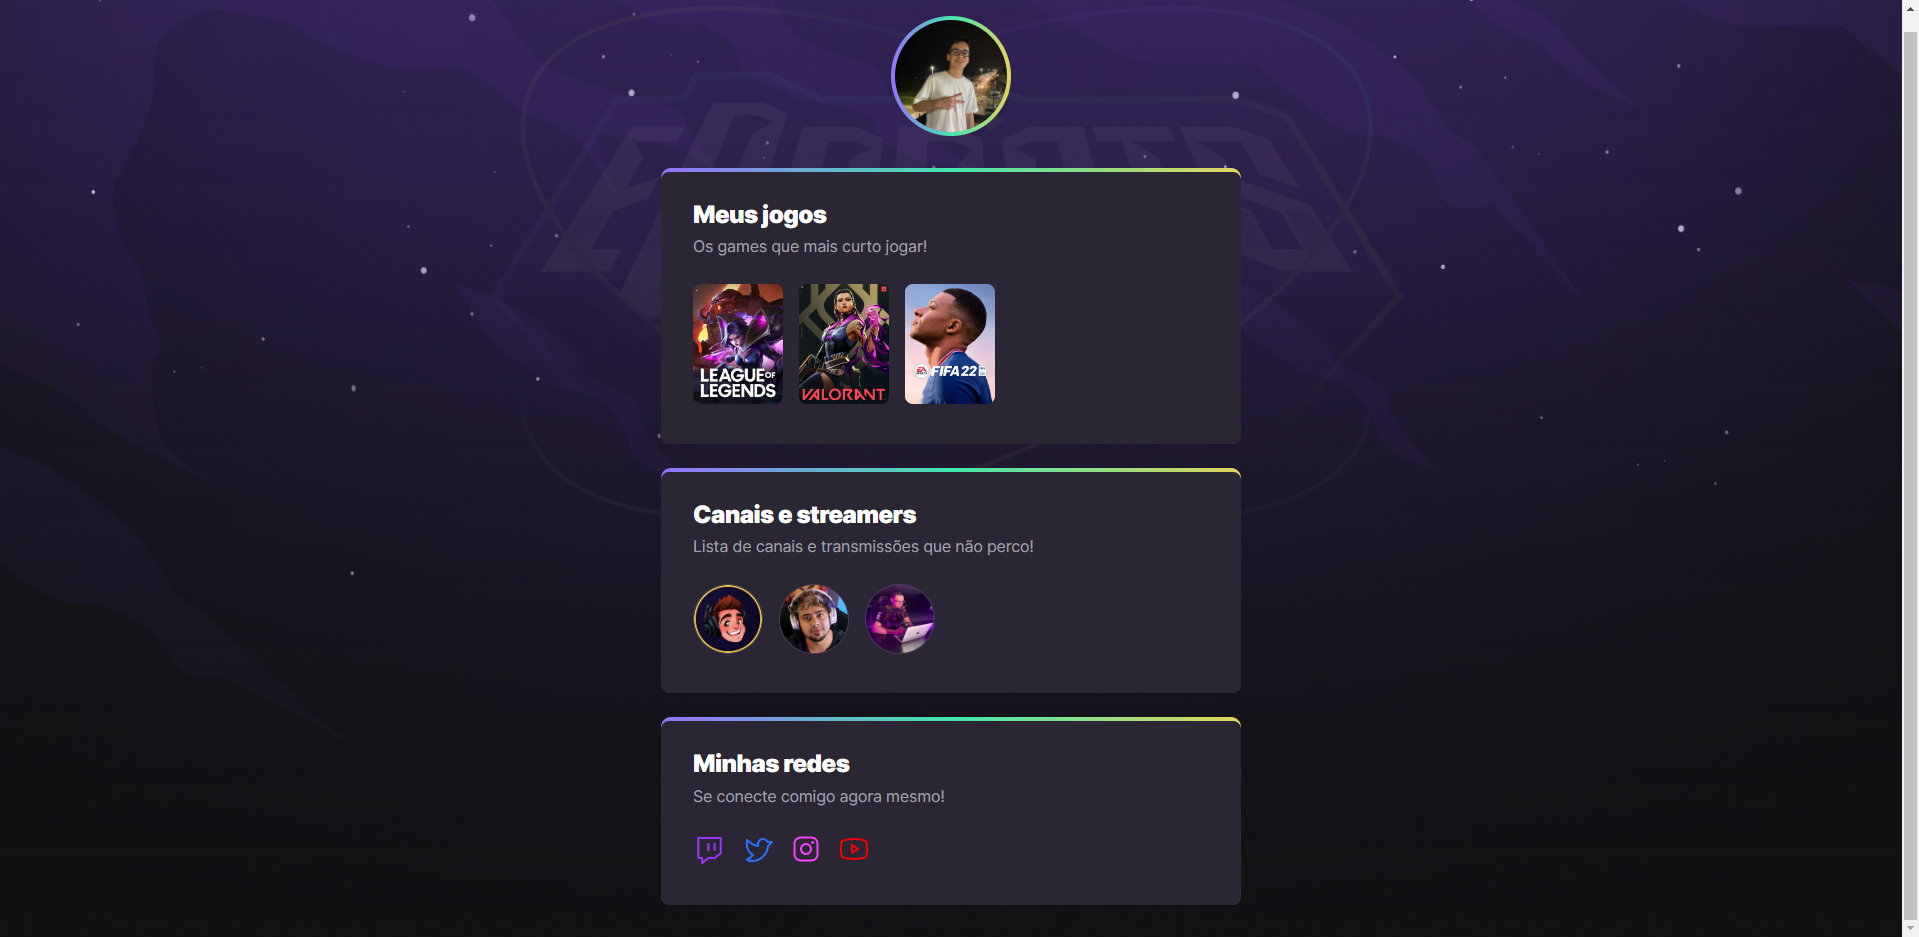 ESPORTS
Meus jogos
Os games que mais curto jogar!
LEAGUE OF
LEGENDS
VALORANT
EA
FIFA 22
Canais e streamers
Lista de canais e transmissões que não perco!
Minhas redes
Se conecte comigo agora mesmo!